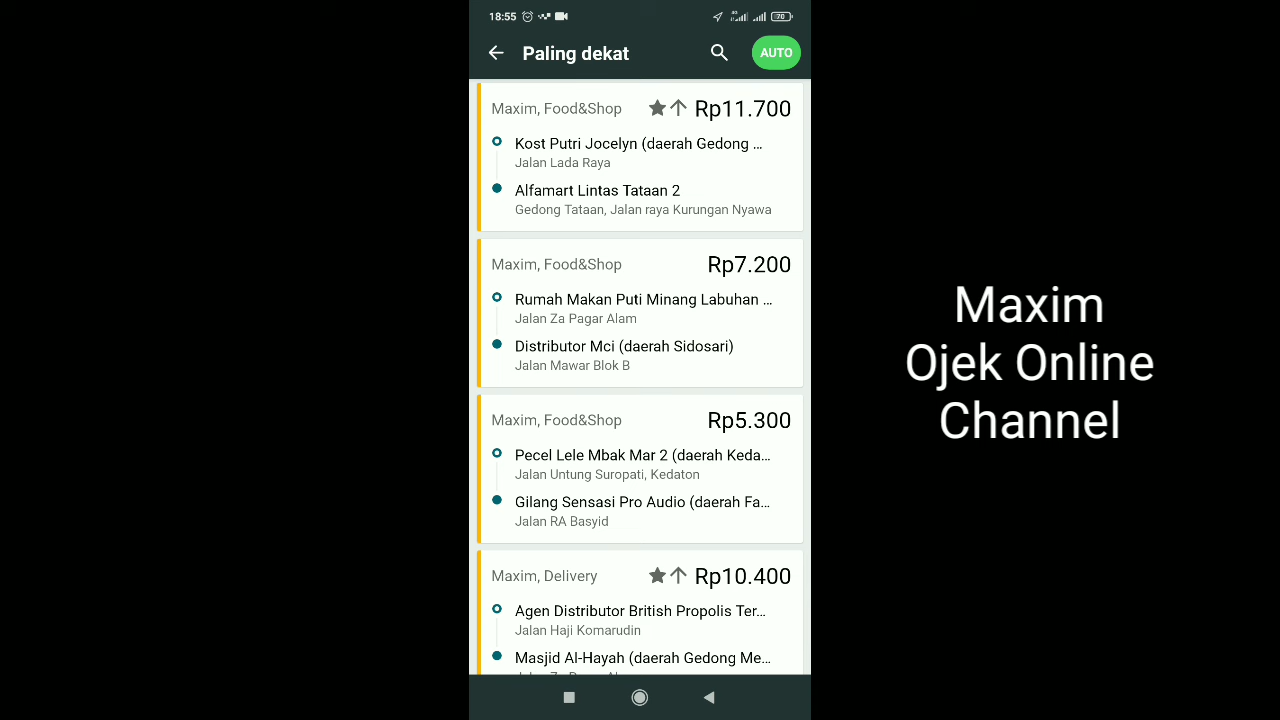 18:55
4G
70
Paling dekat
AUTO
Maxim, Food&Shop
Rp11.700
Kost Putri Jocelyn (daerah Gedong ...
Jalan Lada Raya
Alfamart Lintas Tataan 2
Gedong Tataan, Jalan raya Kurungan Nyawa
Maxim, Food&Shop
Rp7.200
Rumah Makan Puti Minang Labuhan ...
Jalan Za Pagar Alam
Distributor Mci (daerah Sidosari)
Jalan Mawar Blok B
Maxim, Food&Shop
Rp5.300
Pecel Lele Mbak Mar 2 (daerah Keda...
Jalan Untung Suropati, Kedaton
Gilang Sensasi Pro Audio (daerah Fa...
Jalan RA Basyid
Maxim, Delivery
Rp10.400
Agen Distributor British Propolis Ter...
Jalan Haji Komarudin
Masjid Al-Hayah (daerah Gedong Me...
Maxim
Ojek Online
Channel